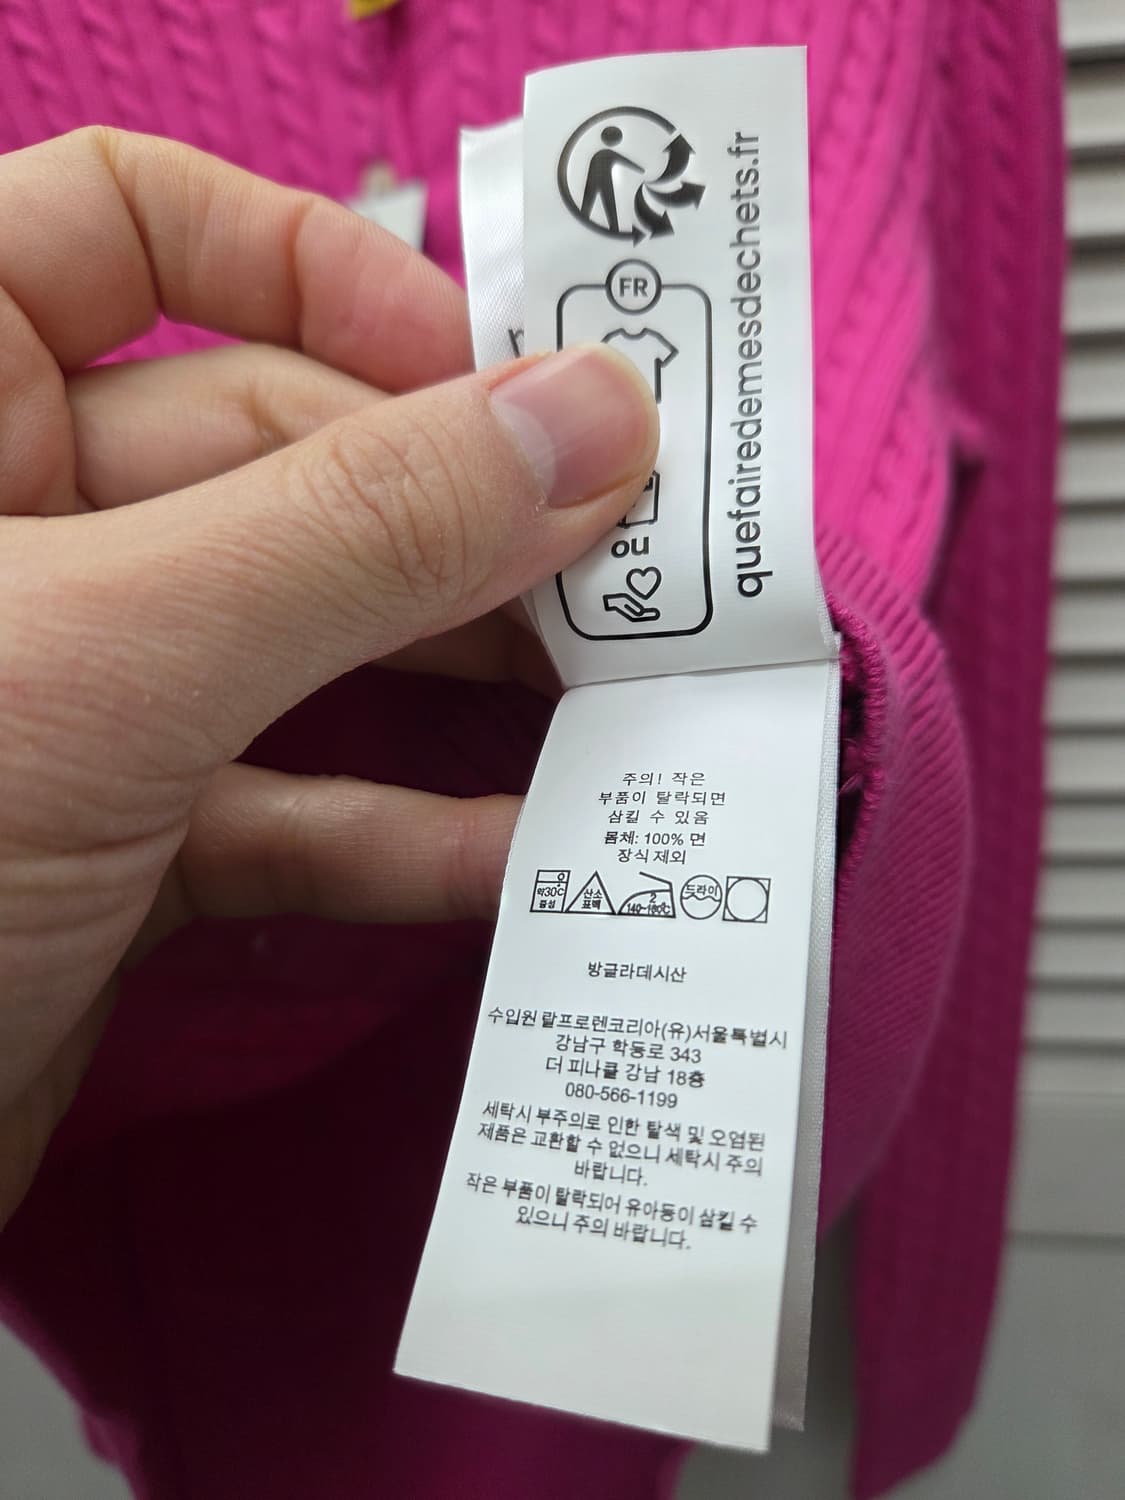 quefairedemesdechets.fr
FR
ou
주의! 작은
부품이 탈락되면
삼킬 수 있음
몸체: 100% 면
장식 제외
약30℃
중성
산소
표백
2
140~160℃
드라이
방글라데시산
수입원 랄프로렌코리아(유)서울특별시
강남구 학동로 343
더 피나클 강남 18층
080-566-1199
세탁시 부주의로 인한 탈색 및 오염된
제품은 교환할 수 없으니 세탁시 주의
바랍니다.
작은 부품이 탈락되어 유아등이 삼킬 수
있으니 주의 바랍니다.